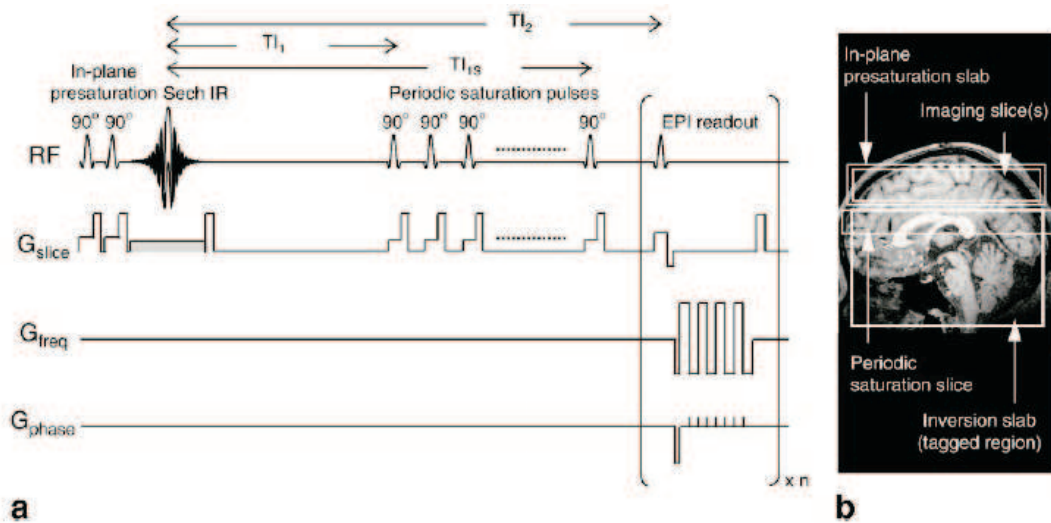 TI2
TI1
TI1S
In-plane
presaturation Sech IR
Periodic saturation pulses
90° 90°
90° 90° 90°
90°
EPI readout
RF
Gslice
Gfreq
Gphase
x n
a
In-plane
presaturation slab
Imaging slice(s)
Periodic
saturation slice
Inversion slab
(tagged region)
b